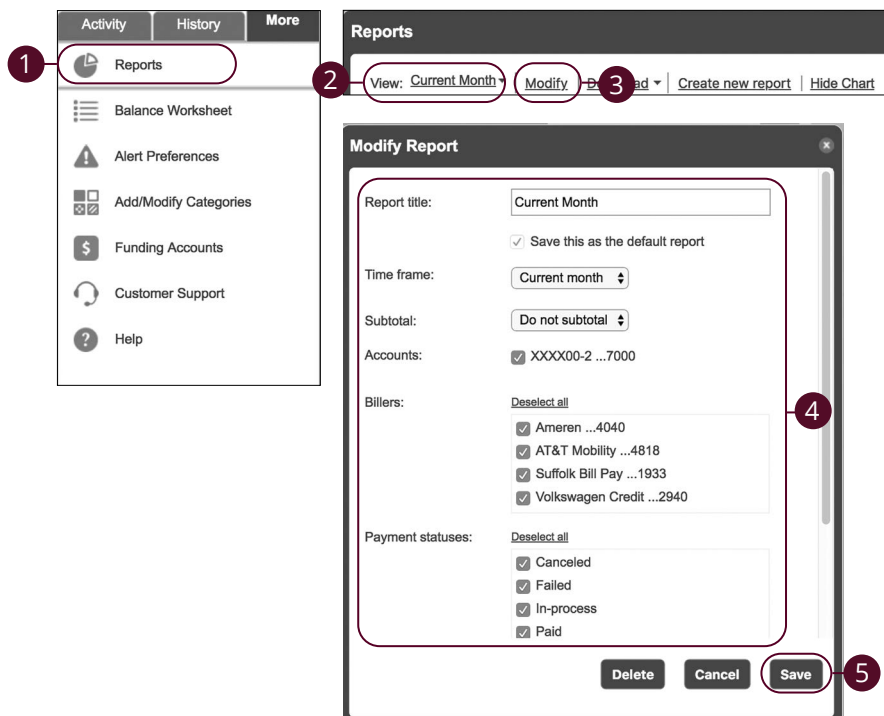 Activity
History
More
1
Reports
Balance Worksheet
Alert Preferences
Add/Modify Categories
$
Funding Accounts
Customer Support
?
Help
Reports
2
View: Current Month
Modify
3
Create new report | Hide Chart
Modify Report
x
Report title:
Current Month
Save this as the default report
Time frame:
Current month
Subtotal:
Do not subtotal
Accounts:
XXXX00-2 ...7000
Billers:
Deselect all
Ameren ...4040
AT&T Mobility ...4818
Suffolk Bill Pay ...1933
Volkswagen Credit ...2940
4
Payment statuses:
Deselect all
Canceled
Failed
In-process
Paid
Delete
Cancel
Save
5